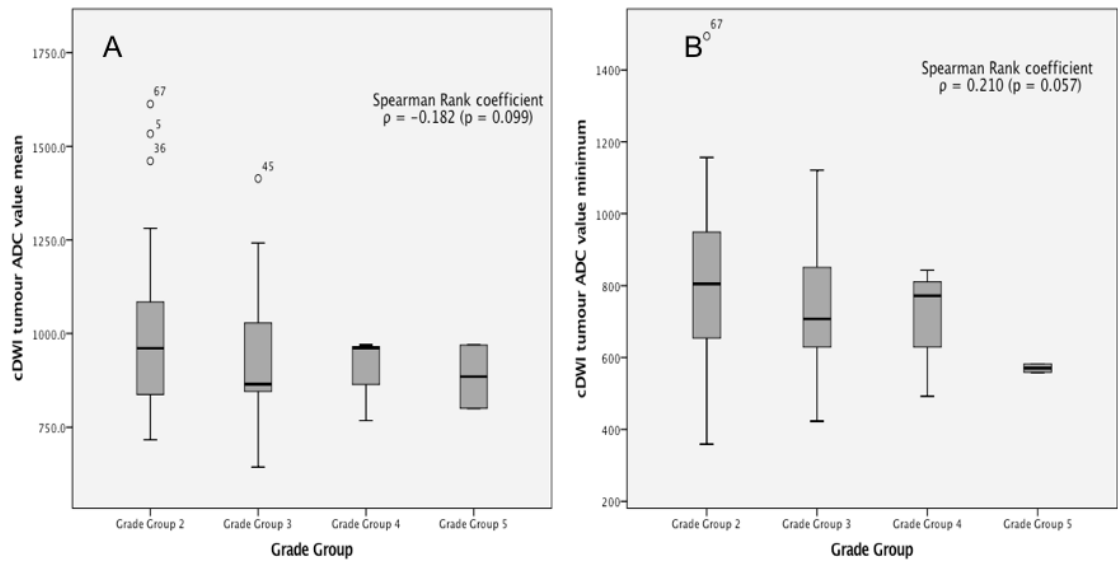 A
Spearman Rank coefficient
ρ = -0.182 (p = 0.099)
cDWI tumour ADC value mean
1750.0
1500.0
1250.0
1000.0
750.0
67
5
36
45
Grade Group 2 Grade Group 3 Grade Group 4 Grade Group 5
Grade Group
B
67
Spearman Rank coefficient
ρ = 0.210 (p = 0.057)
cDWI tumour ADC value minimum
1400
1200
1000
800
600
400
200
Grade Group 2 Grade Group 3 Grade Group 4 Grade Group 5
Grade Group